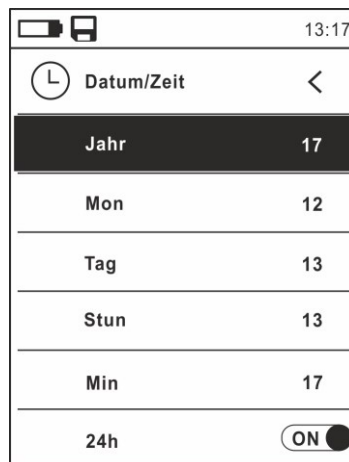 13:17
Datum/Zeit <
Jahr 17
Mon 12
Tag 13
Stun 13
Min 17
24h ON